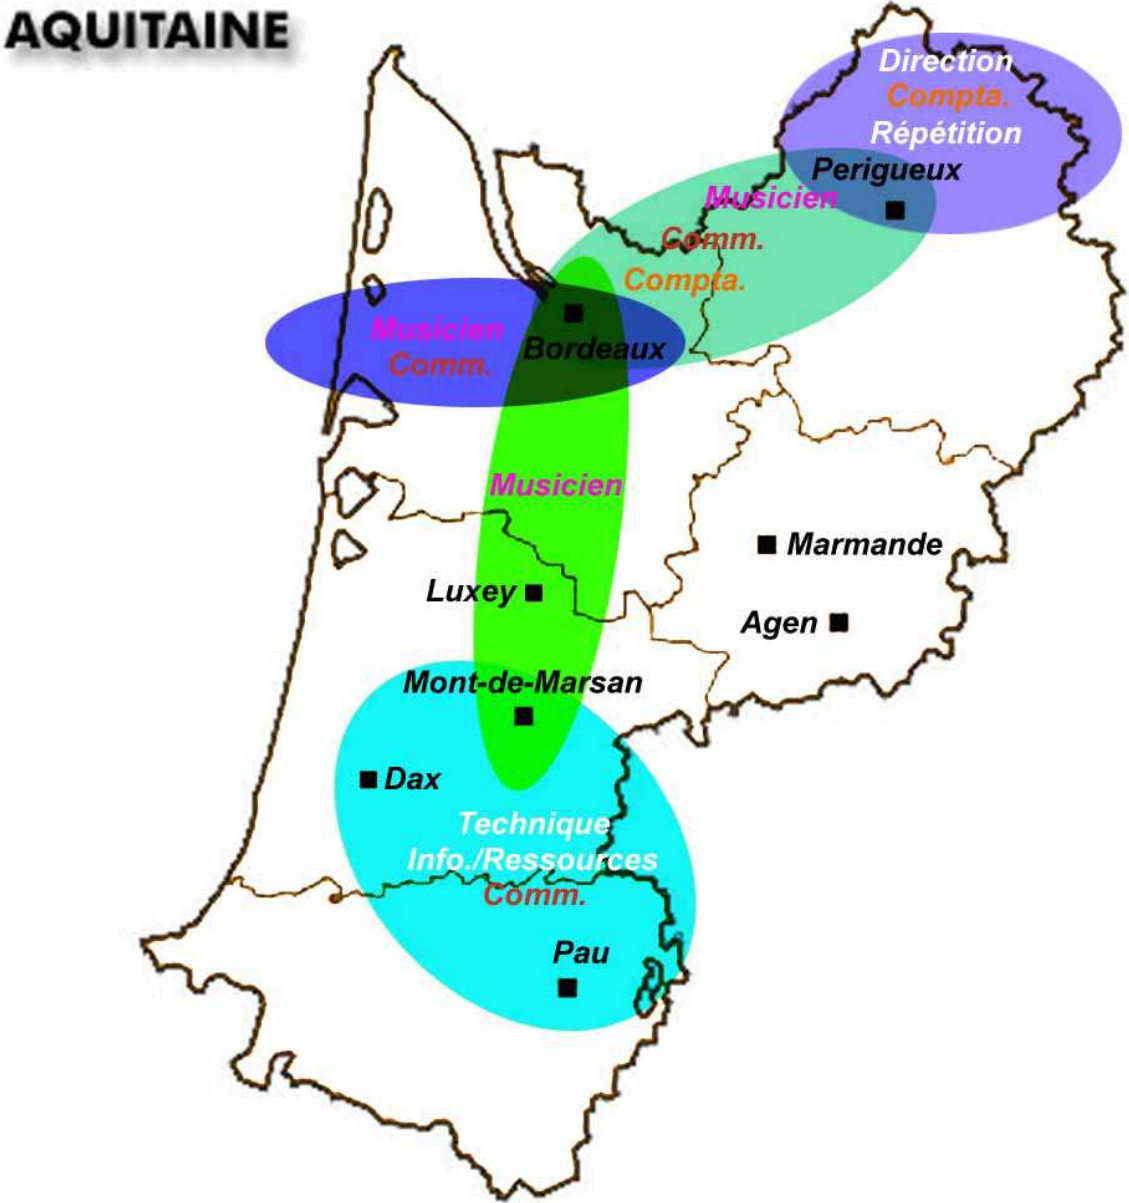 AQUITAINE
Direction
Compta.
Répétition
Perigueux
Musicien
Comm.
Compta.
Musicien
Comm.
Bordeaux
Musicien
Marmande
Luxey
Agen
Mont-de-Marsan
Dax
Technique
Info./Ressources
Comm.
Pau